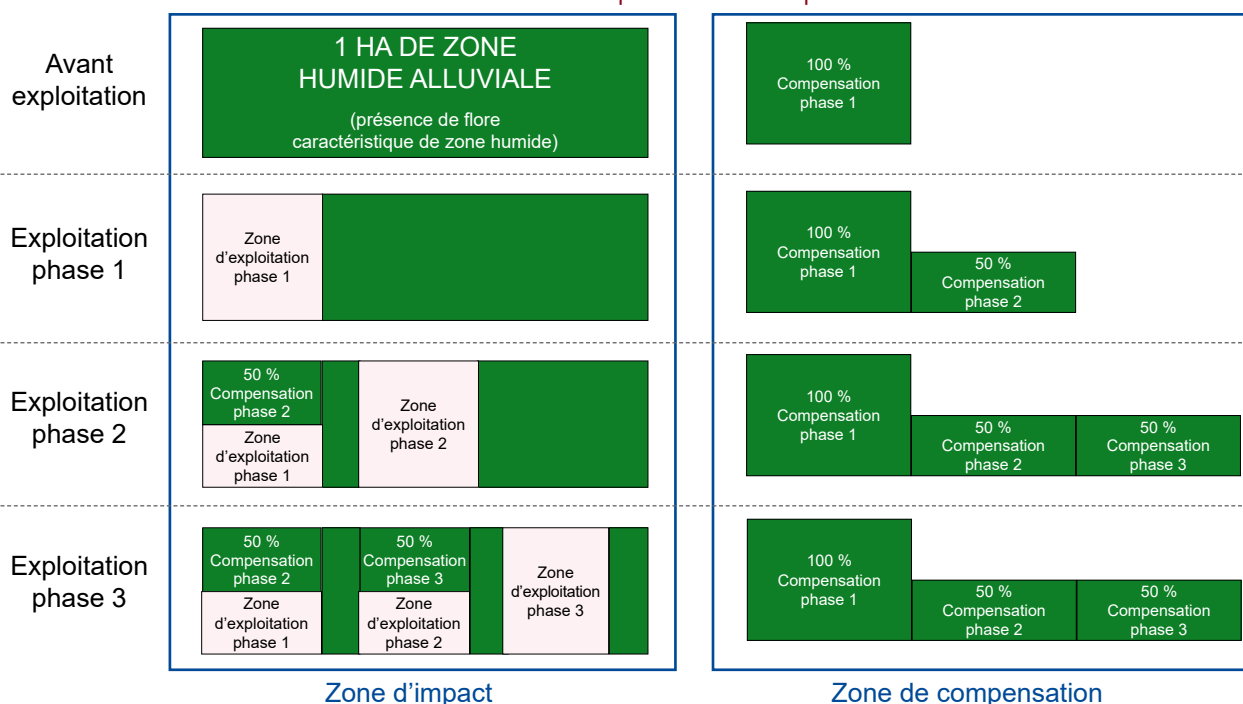 Avant
exploitation
1 HA DE ZONE
HUMIDE ALLUVIALE
(présence de flore
caractéristique de zone humide)
100 %
Compensation
phase 1
Exploitation
phase 1
Zone
d’exploitation
phase 1
100 %
Compensation
phase 1
50 %
Compensation
phase 2
Exploitation
phase 2
50 %
Compensation
phase 2
Zone
d’exploitation
phase 1
Zone
d’exploitation
phase 2
100 %
Compensation
phase 1
50 %
Compensation
phase 2
50 %
Compensation
phase 3
Exploitation
phase 3
50 %
Compensation
phase 2
Zone
d’exploitation
phase 1
50 %
Compensation
phase 3
Zone
d’exploitation
phase 2
Zone
d’exploitation
phase 3
100 %
Compensation
phase 1
50 %
Compensation
phase 2
50 %
Compensation
phase 3
Zone d’impact
Zone de compensation